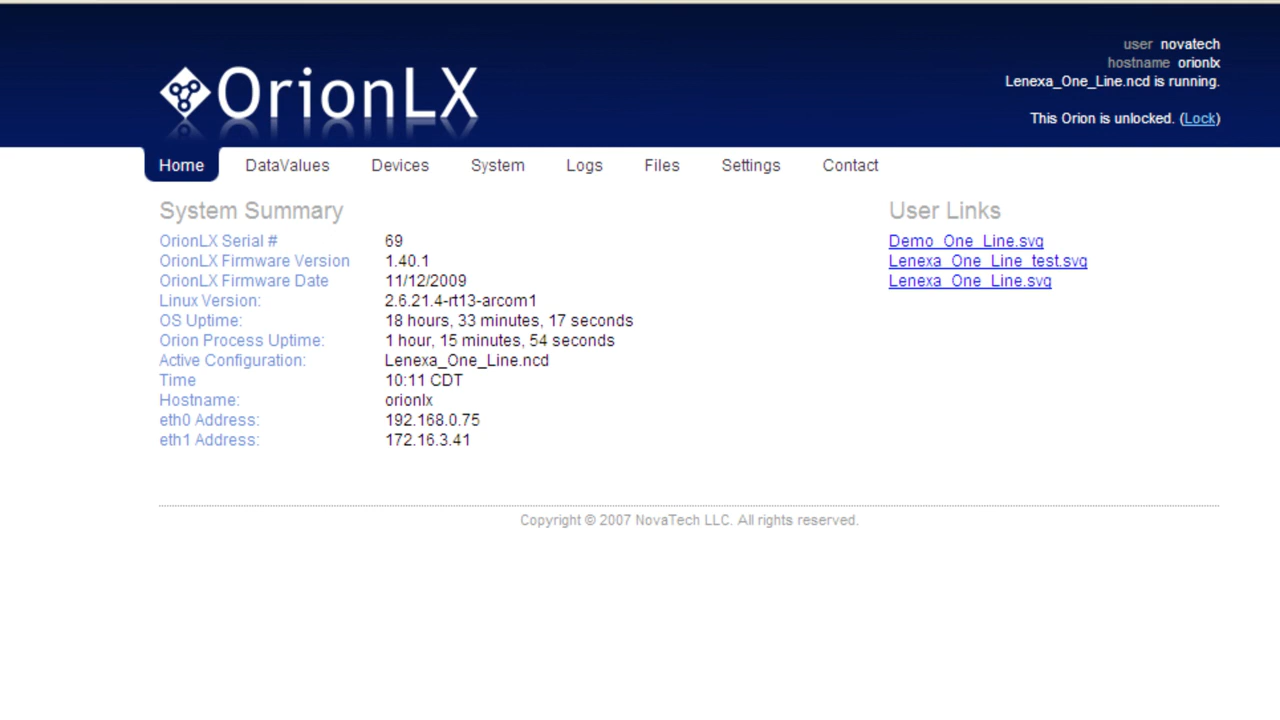 user novatech
hostname orionlx
Lenexa_One_Line.ncd is running.
This Orion is unlocked. (Lock)
OrionLX
Home DataValues Devices System Logs Files Settings Contact
System Summary
OrionLX Serial # 69
OrionLX Firmware Version 1.40.1
OrionLX Firmware Date 11/12/2009
Linux Version: 2.6.21.4-rt13-arcom1
OS Uptime: 18 hours, 33 minutes, 17 seconds
Orion Process Uptime: 1 hour, 15 minutes, 54 seconds
Active Configuration: Lenexa_One_Line.ncd
Time 10:11 CDT
Hostname: orionlx
eth0 Address: 192.168.0.75
eth1 Address: 172.16.3.41
User Links
Demo_One_Line.svg
Lenexa_One_Line_test.svg
Lenexa_One_Line.svg
Copyright © 2007 NovaTech LLC. All rights reserved.